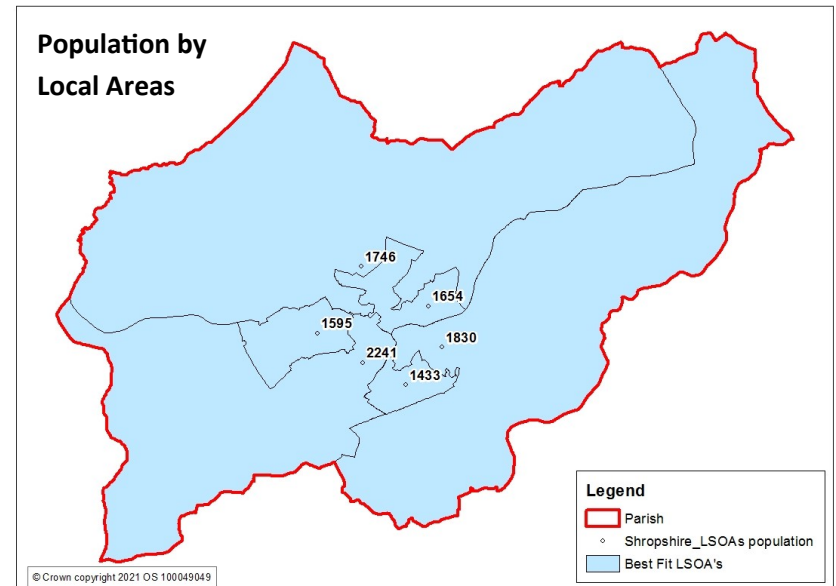 Population by
Local Areas
1746
1654
1595
1830
2241
1433
Legend
Parish
Shropshire_LSOAs population
Best Fit LSOA's
© Crown copyright 2021 OS 100049049